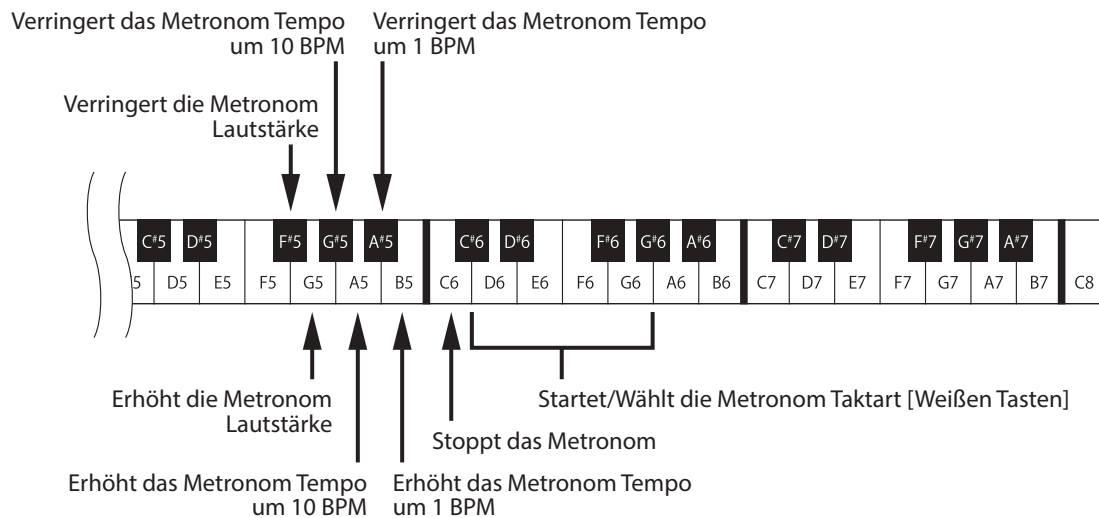 Verringert das Metronom Tempo
um 10 BPM
Verringert das Metronom Tempo
um 1 BPM
Verringert die Metronom
Lautstärke
C#5 D#5 F#5 G#5 A#5 C#6 D#6 F#6 G#6 A#6 C#7 D#7 F#7 G#7 A#7
5 D5 E5 F5 G5 A5 B5 C6 D6 E6 F6 G6 A6 B6 C7 D7 E7 F7 G7 A7 B7 C8
Erhöht die Metronom
Lautstärke
Startet/Wählt die Metronom Taktart [Weißen Tasten]
Stoppt das Metronom
Erhöht das Metronom Tempo
um 10 BPM
Erhöht das Metronom Tempo
um 1 BPM